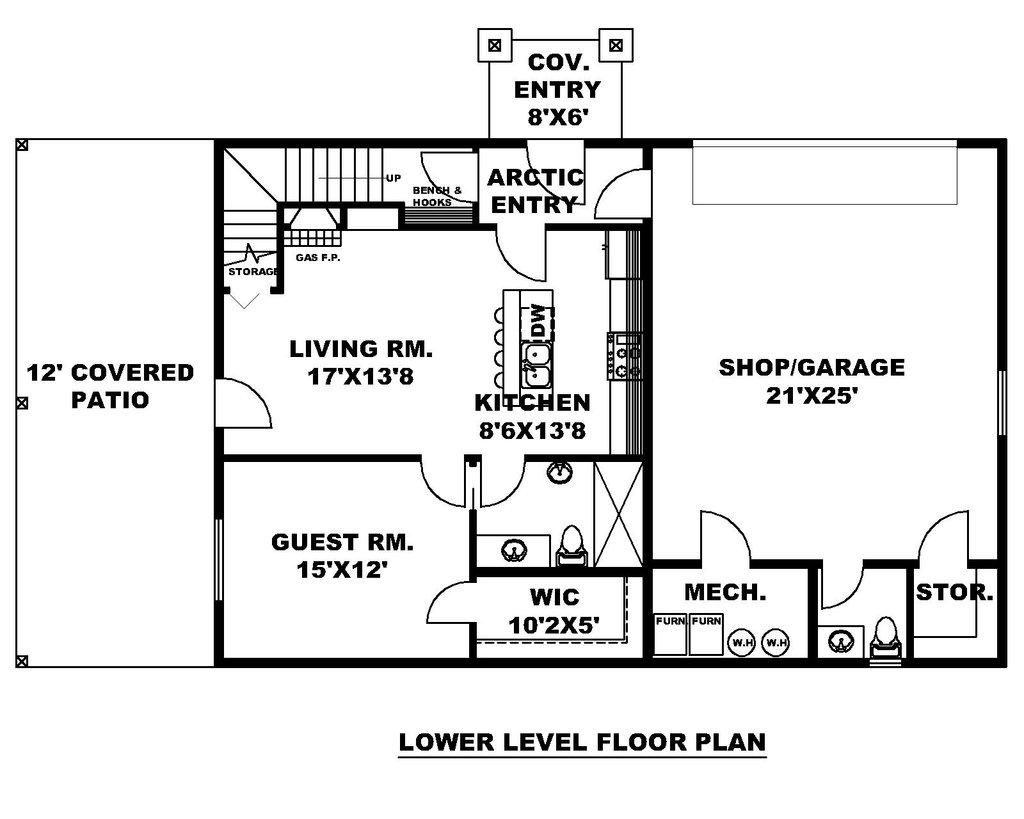 COV.
ENTRY
8'X6'
ARCTIC
ENTRY
UP
BENCH &
HOOKS
GAS F.P.
STORAGE
DW
LIVING RM.
17'X13'8
KITCHEN
8'6X13'8
12' COVERED
PATIO
SHOP/GARAGE
21'X25'
GUEST RM.
15'X12'
WIC
10'2X5'
MECH.
FURN.
FURN
W.H
W.H
STOR.
LOWER LEVEL FLOOR PLAN